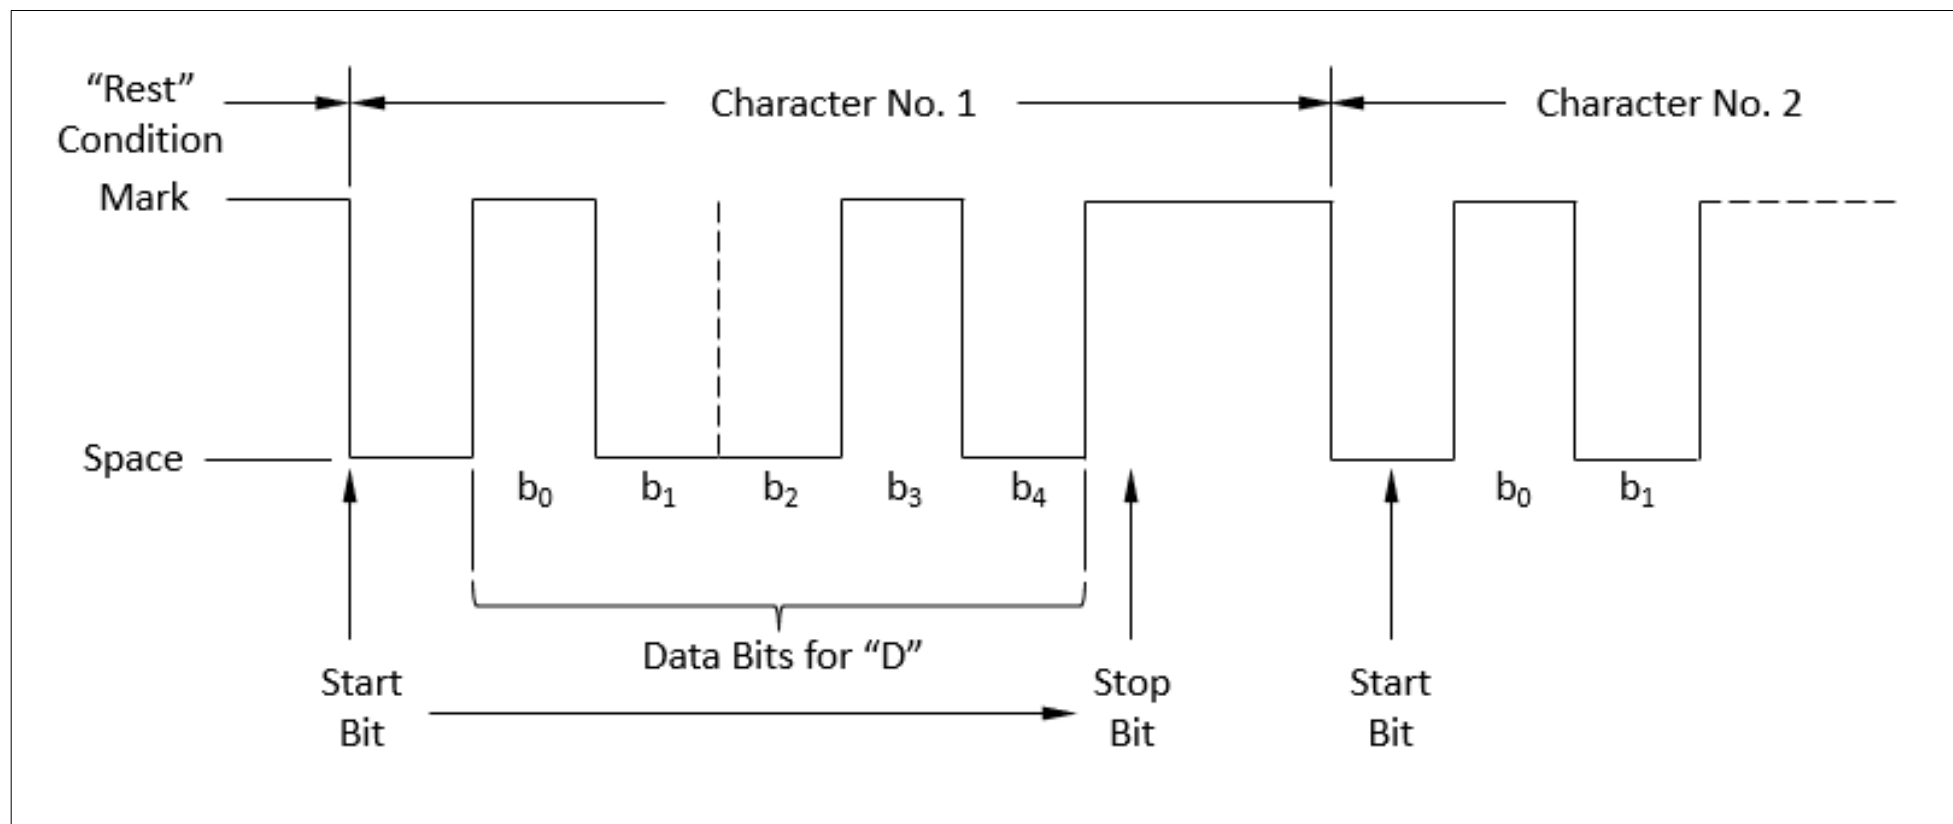 “Rest”
Condition
Character No. 1
Character No. 2
Mark
Space
b₀ b₁ b₂ b₃ b₄
b₀ b₁
Data Bits for “D”
Start
Bit
Stop
Bit
Start
Bit